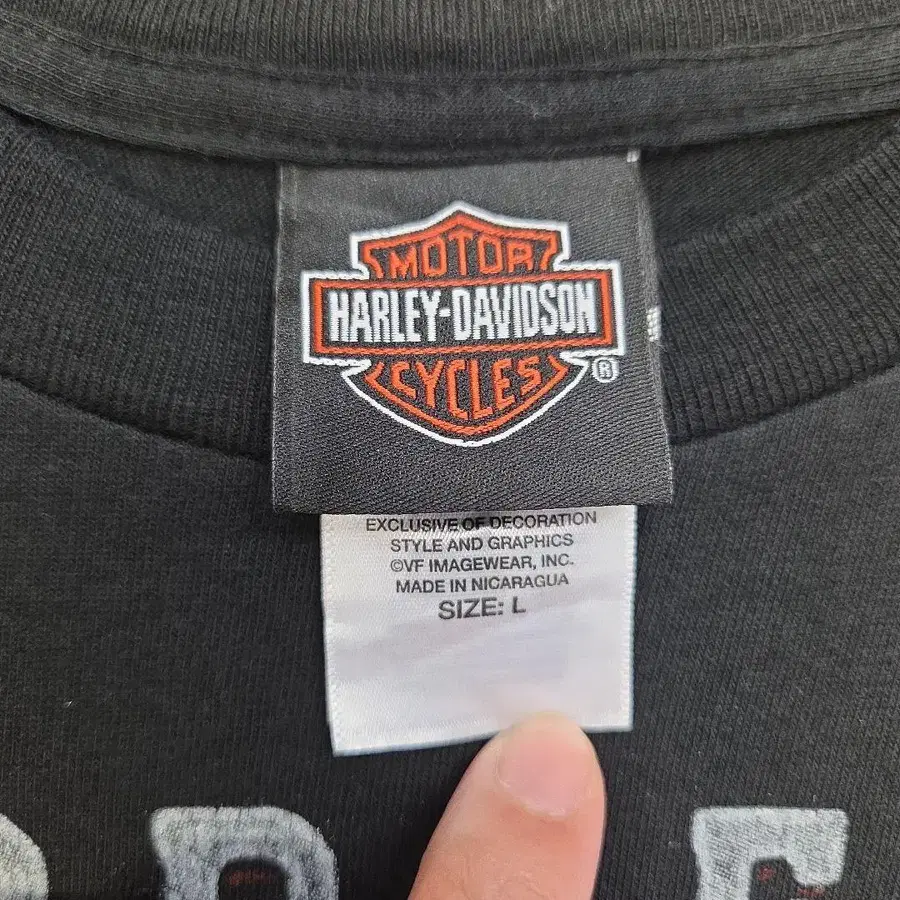 MOTOR
HARLEY-DAVIDSON
CYCLES
®
EXCLUSIVE OF DECORATION
STYLE AND GRAPHICS
©VF IMAGEWEAR, INC.
MADE IN NICARAGUA
SIZE: L